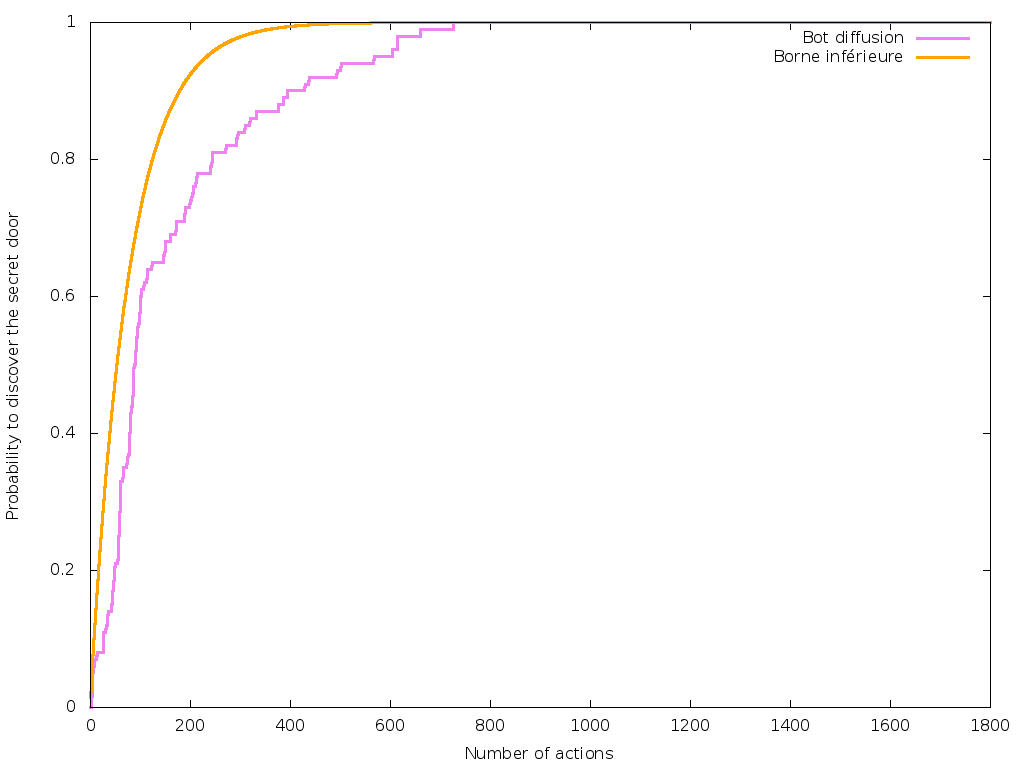 Bot diffusion
Borne inférieure
1
0.8
0.6
0.4
0.2
0
0 200 400 600 800 1000 1200 1400 1600 1800
Number of actions
Probability to discover the secret door